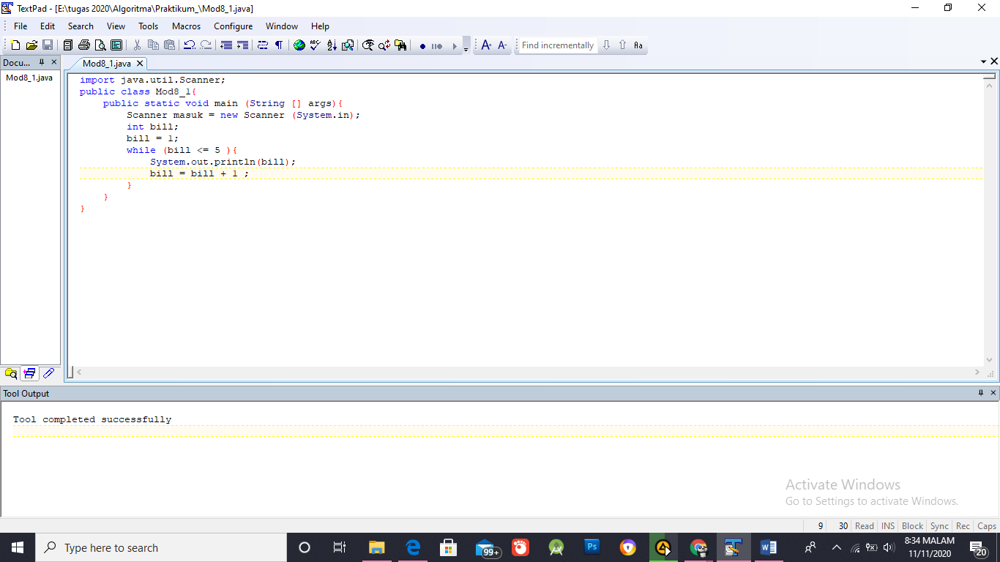 TextPad - [E:\tugas 2020\Algoritma\Praktikum_\Mod8_1.java]
File Edit Search View Tools Macros Configure Window Help
Find incrementally
Docu...
Mod8_1.java
Mod8_1.java
import java.util.Scanner;
public class Mod8_1{
public static void main (String [] args){
Scanner masuk = new Scanner (System.in);
int bill;
bill = 1;
while (bill <= 5 ){
System.out.println(bill);
bill = bill + 1 ;
}
}
}
Tool Output
Tool completed successfully
Activate Windows
Go to Settings to activate Windows.
9 30 Read INS Block Sync Rec Caps
Type here to search
99+
Ps
8:34 MALAM
11/11/2020
20